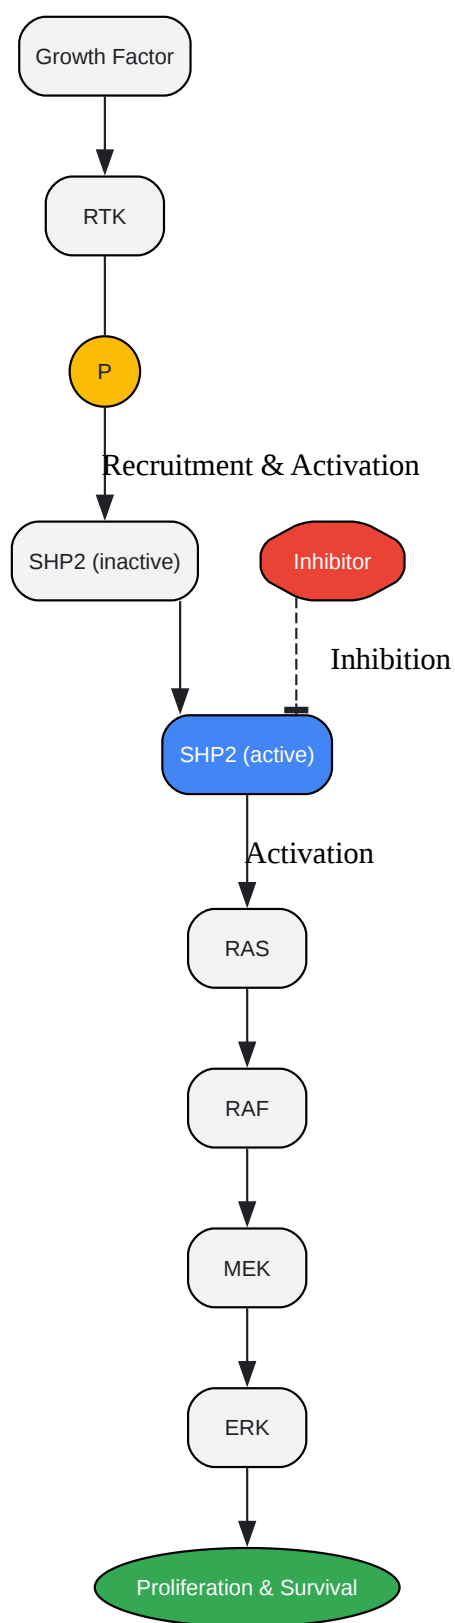 Growth Factor
RTK
P
Recruitment & Activation
SHP2 (inactive)
Inhibitor
Inhibition
SHP2 (active)
Activation
RAS
RAF
MEK
ERK
Proliferation & Survival